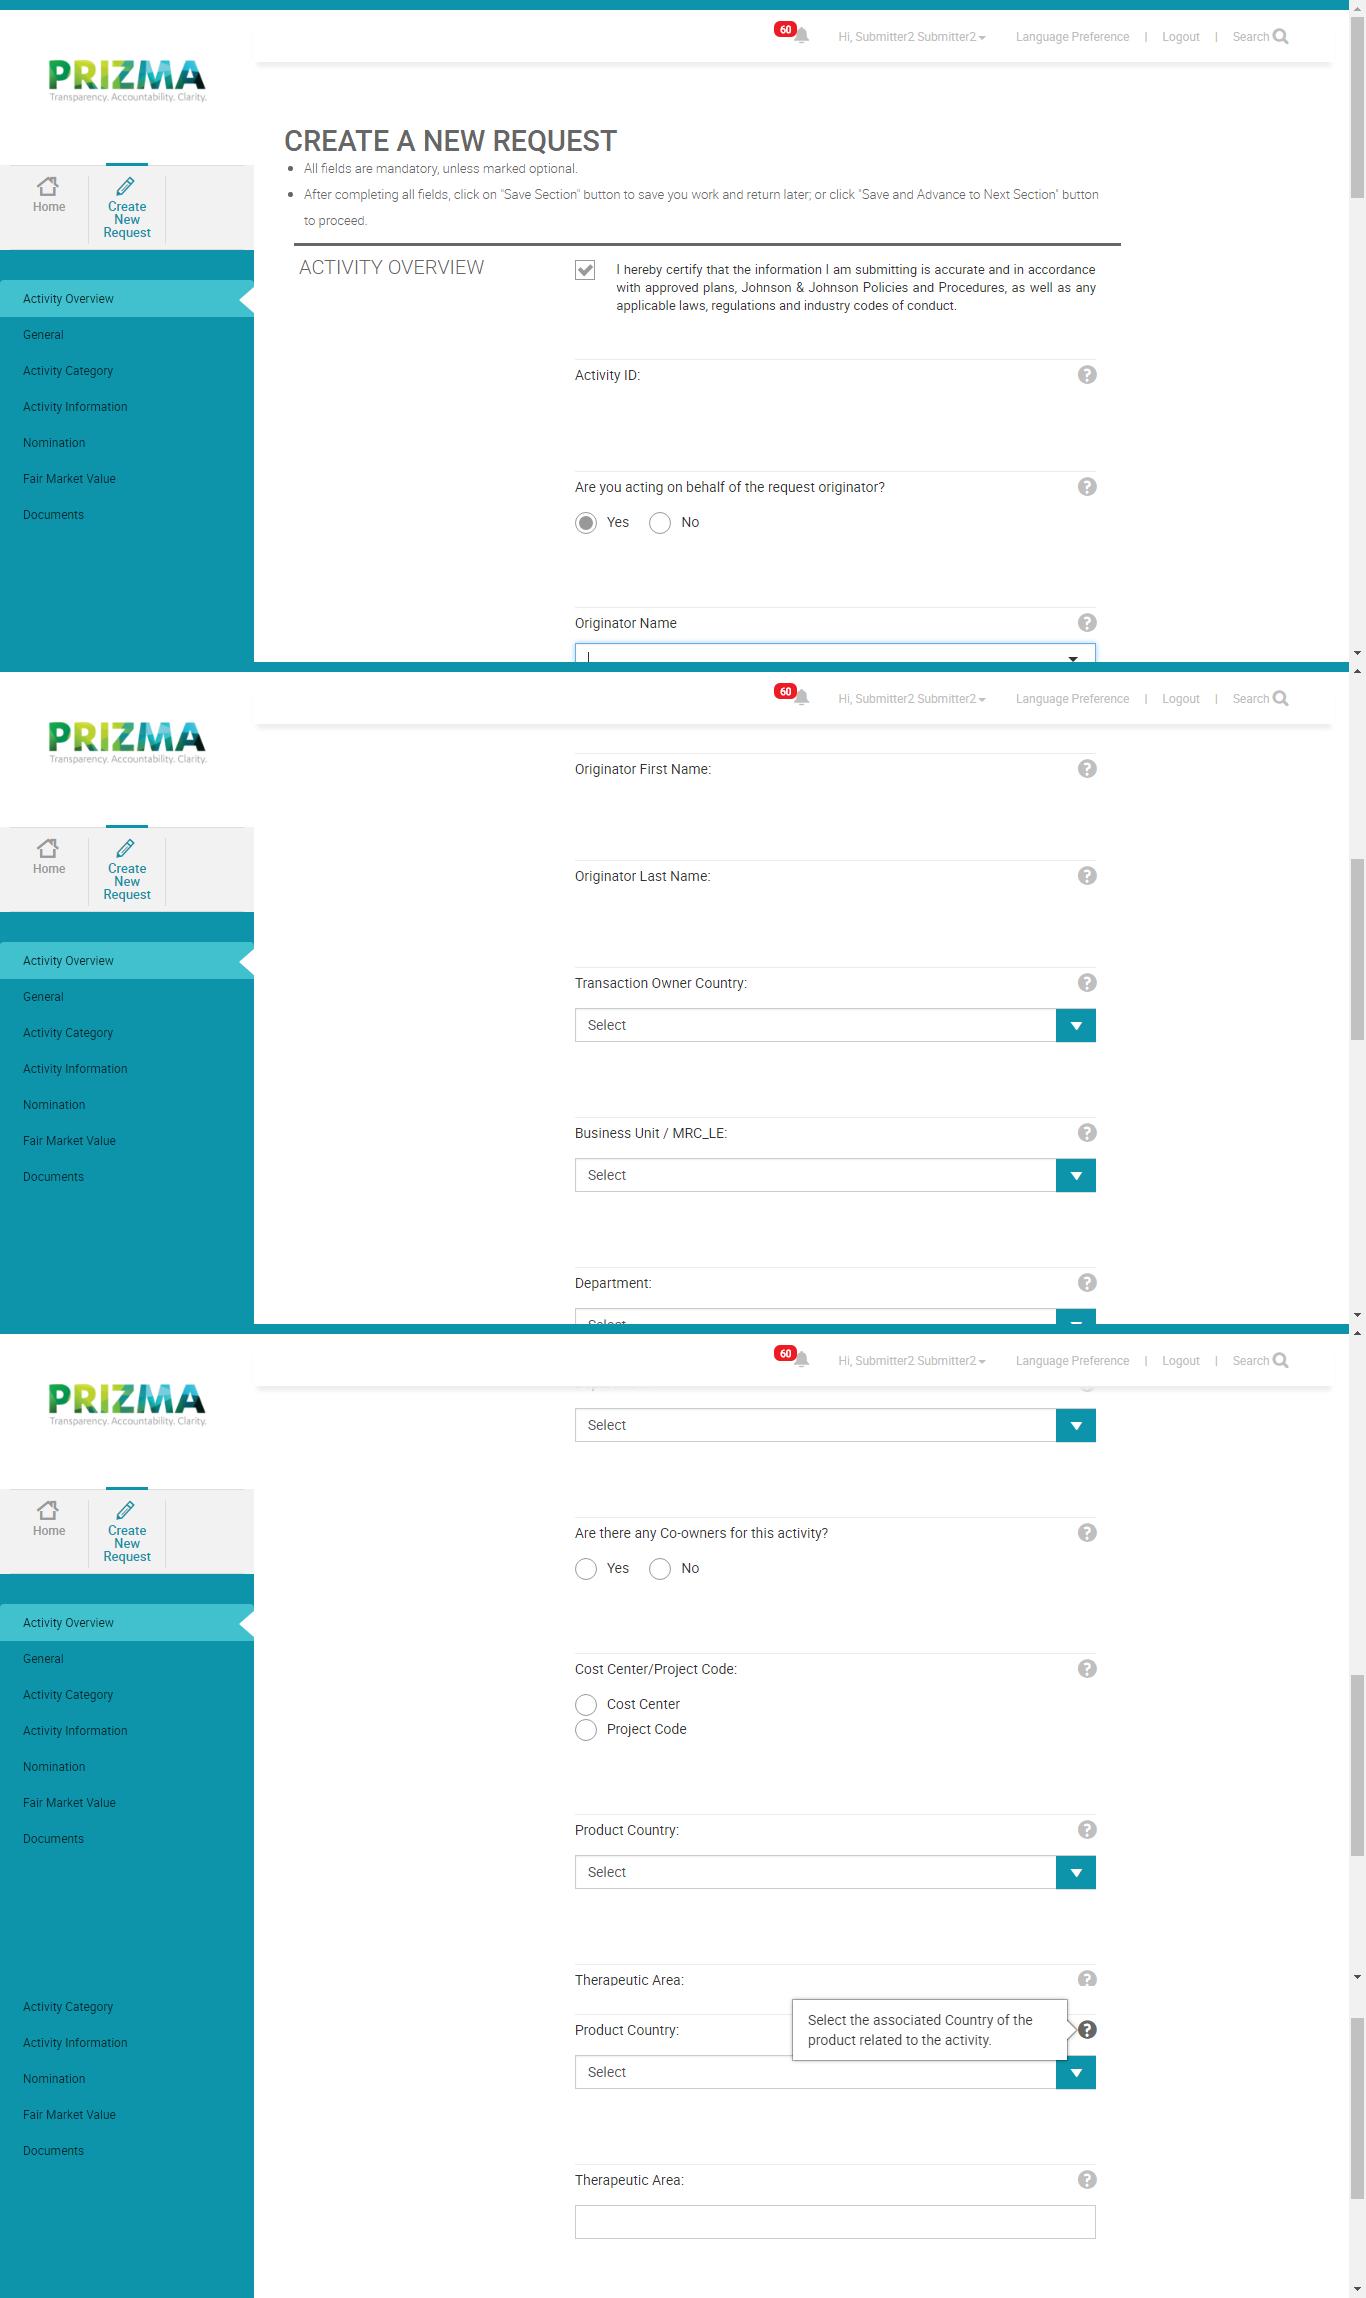 60
Hi, Submitter2 Submitter2
Language Preference | Logout | Search
PRIZMA
Transparency. Accountability. Clarity.
Home
Create
New
Request
Activity Overview
General
Activity Category
Activity Information
Nomination
Fair Market Value
Documents
CREATE A NEW REQUEST
All fields are mandatory, unless marked optional.
After completing all fields, click on "Save Section" button to save you work and return later; or click "Save and Advance to Next Section" button
to proceed.
ACTIVITY OVERVIEW
I hereby certify that the information I am submitting is accurate and in accordance
with approved plans, Johnson & Johnson Policies and Procedures, as well as any
applicable laws, regulations and industry codes of conduct.
Activity ID:
Are you acting on behalf of the request originator?
Yes No
Originator Name
60
Hi, Submitter2 Submitter2
Language Preference | Logout | Search
PRIZMA
Transparency. Accountability. Clarity.
Home
Create
New
Request
Activity Overview
General
Activity Category
Activity Information
Nomination
Fair Market Value
Documents
Originator First Name:
Originator Last Name:
Transaction Owner Country:
Select
Business Unit / MRC_LE:
Select
Department:
Select
60
Hi, Submitter2 Submitter2
Language Preference | Logout | Search
PRIZMA
Transparency. Accountability. Clarity.
Home
Create
New
Request
Activity Overview
General
Activity Category
Activity Information
Nomination
Fair Market Value
Documents
Select
Are there any Co-owners for this activity?
Yes No
Cost Center/Project Code:
Cost Center
Project Code
Product Country:
Select
Therapeutic Area:
Activity Category
Activity Information
Nomination
Fair Market Value
Documents
Product Country:
Select the associated Country of the
product related to the activity.
Select
Therapeutic Area: